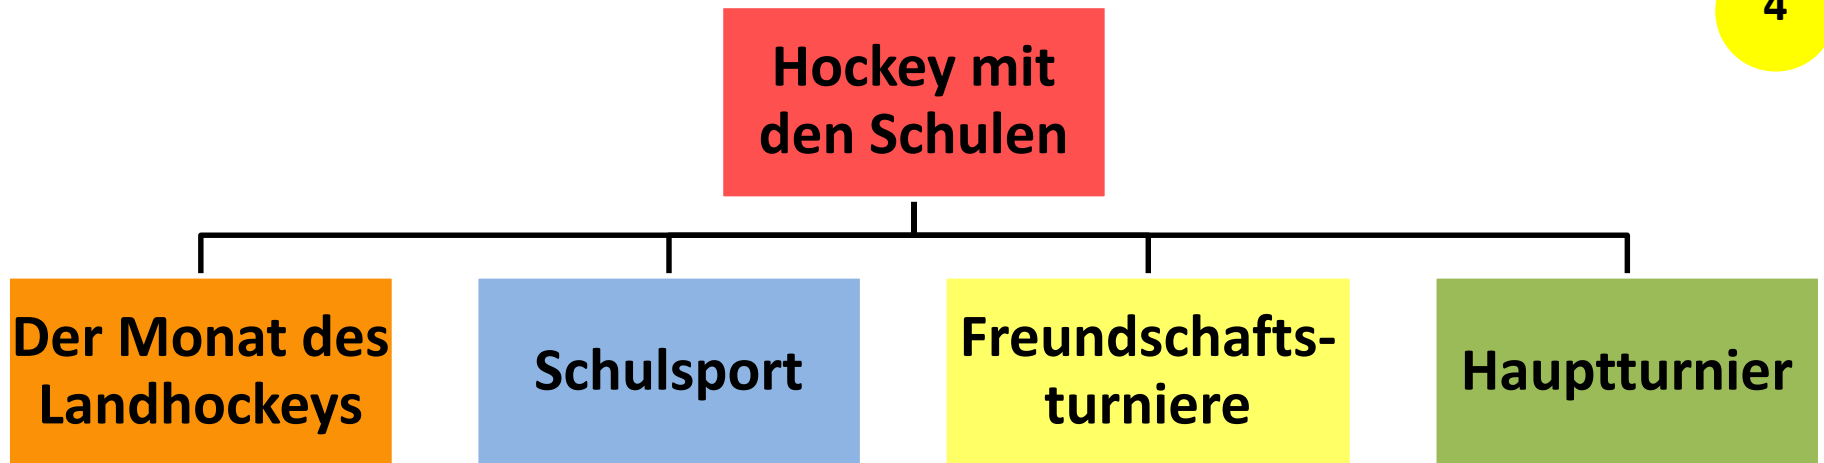 4
Hockey mit
den Schulen
Der Monat des
Landhockeys
Schulsport
Freundschafts-
turniere
Hauptturnier